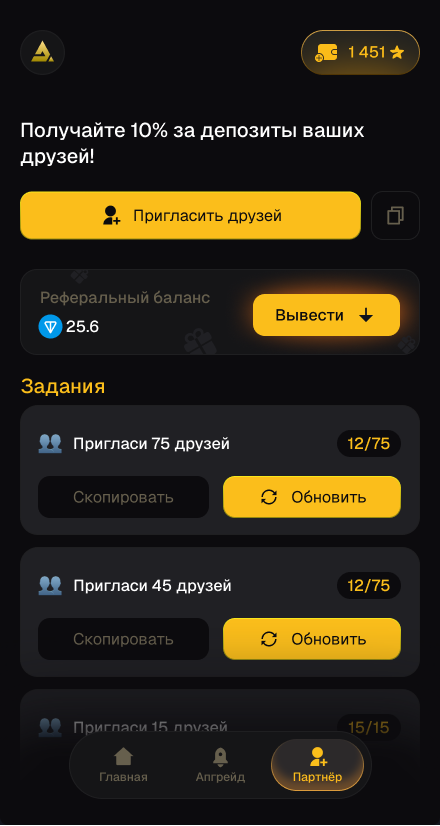 1 451
Получайте 10% за депозиты ваших
друзей!
Пригласить друзей
Реферальный баланс
25.6
Вывести
Задания
Пригласи 75 друзей
12/75
Скопировать
Обновить
Пригласи 45 друзей
12/75
Скопировать
Обновить
Пригласи 15 друзей
15/15
Главная
Апгрейд
Партнёр